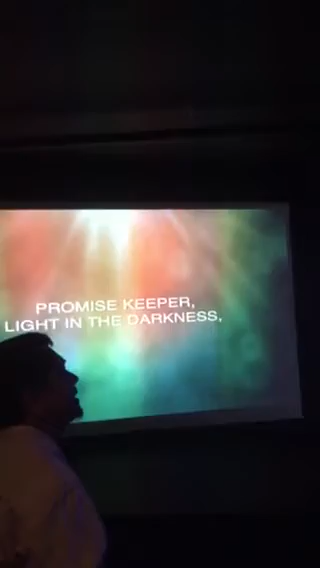 PROMISE KEEPER,
LIGHT IN THE DARKNESS,